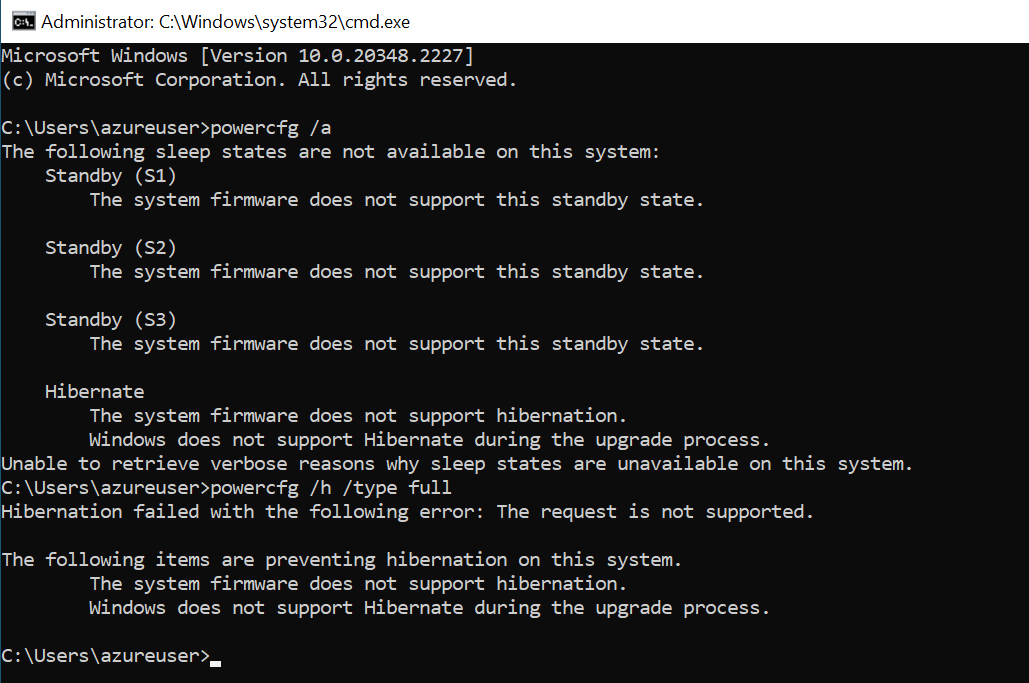 Administrator: C:\Windows\system32\cmd.exe
Microsoft Windows [Version 10.0.20348.2227]
(c) Microsoft Corporation. All rights reserved.

C:\Users\azureuser>powercfg /a
The following sleep states are not available on this system:
    Standby (S1)
        The system firmware does not support this standby state.

    Standby (S2)
        The system firmware does not support this standby state.

    Standby (S3)
        The system firmware does not support this standby state.

    Hibernate
        The system firmware does not support hibernation.
        Windows does not support Hibernate during the upgrade process.
Unable to retrieve verbose reasons why sleep states are unavailable on this system.
C:\Users\azureuser>powercfg /h /type full
Hibernation failed with the following error: The request is not supported.

The following items are preventing hibernation on this system.
        The system firmware does not support hibernation.
        Windows does not support Hibernate during the upgrade process.

C:\Users\azureuser>